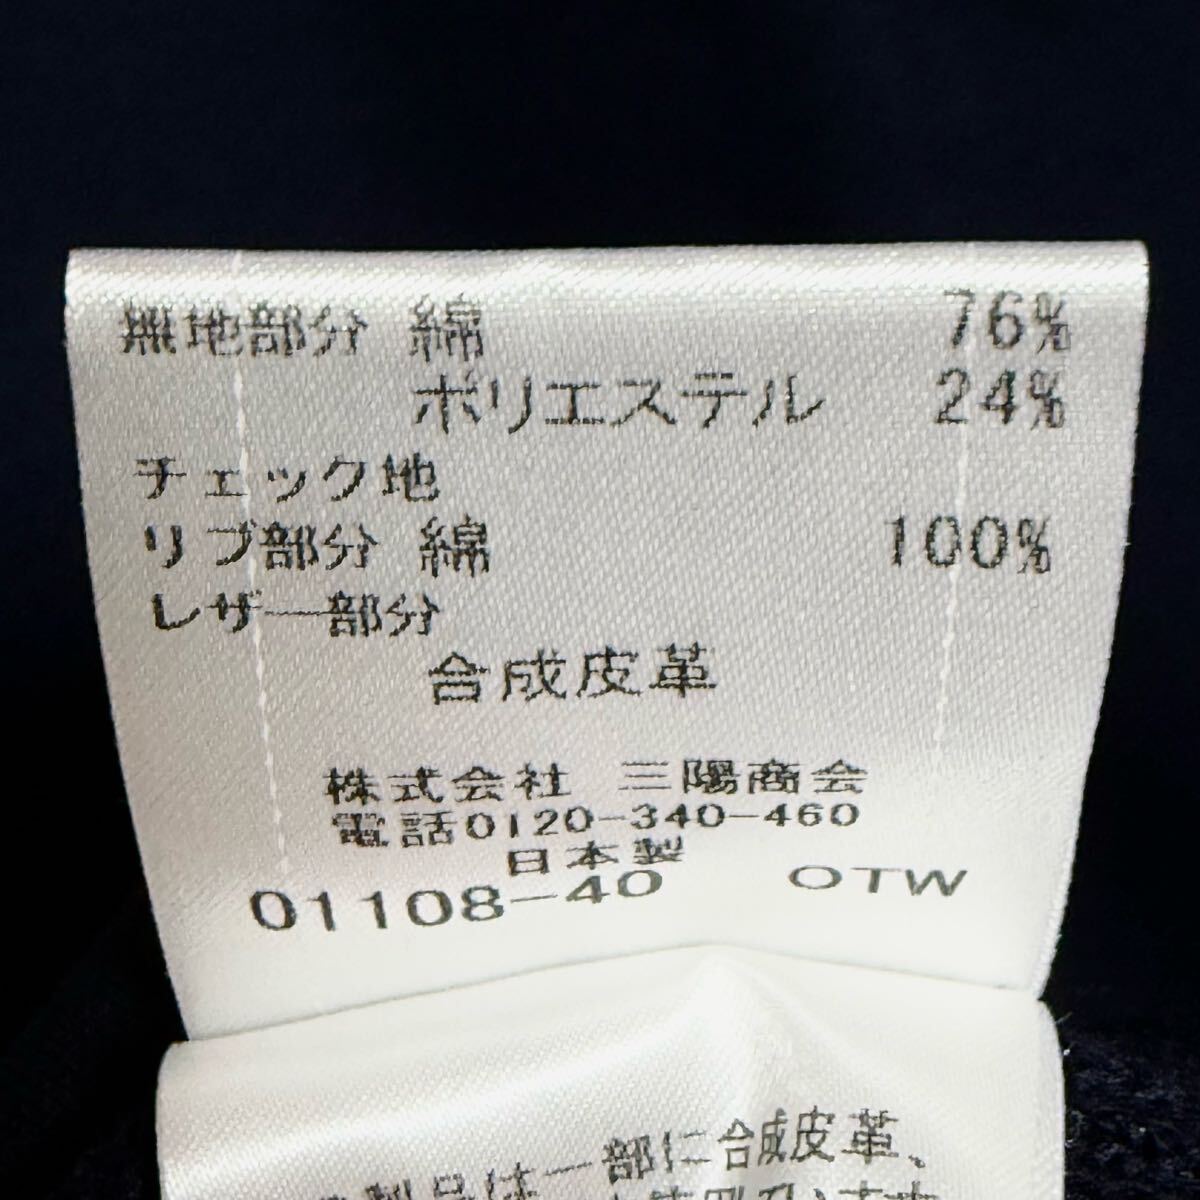 無地部分 綿 76%
ポリエステル 24%
チェック地
リブ部分 綿 100%
レザー部分
合成皮革
株式会社 三陽商会
電話0120-340-460
日本製
01108-40 OTW
一部に合成皮革、